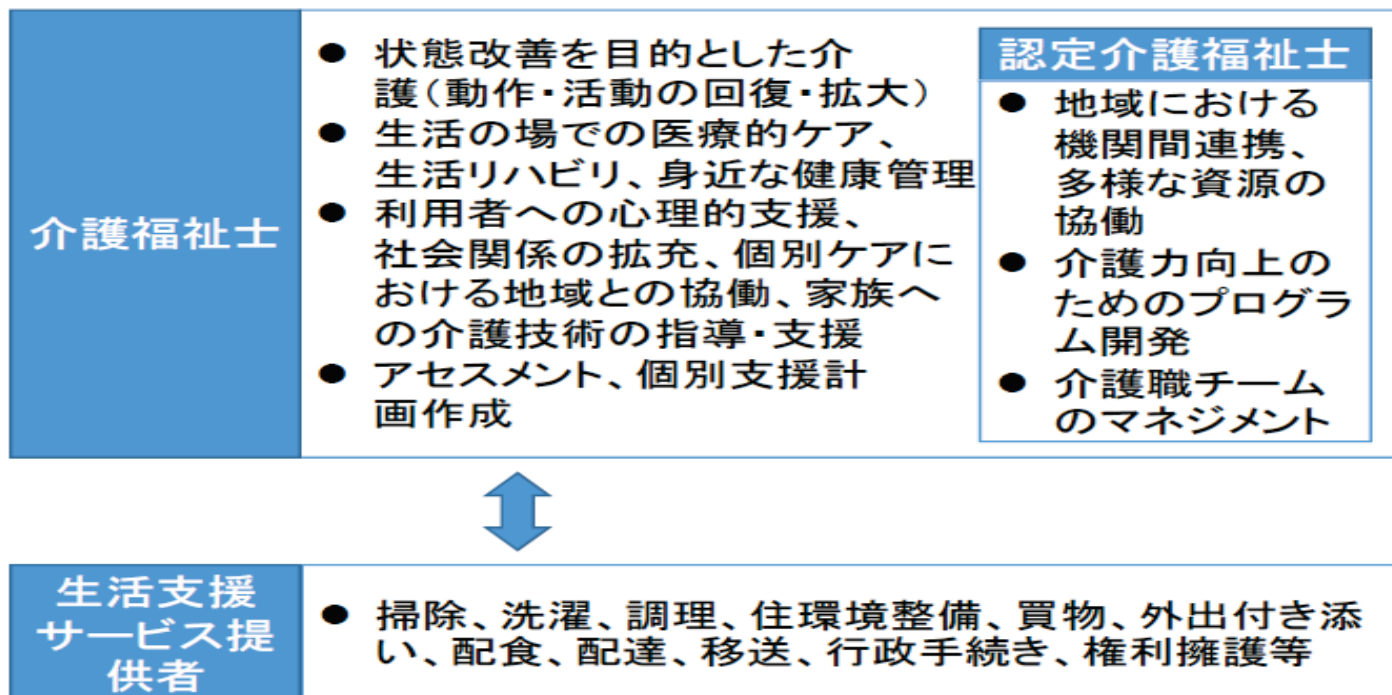 介護福祉士
● 状態改善を目的とした介
護（動作・活動の回復・拡大）
● 生活の場での医療的ケア、
生活リハビリ、身近な健康管理
● 利用者への心理的支援、
社会関係の拡充、個別ケアに
おける地域との協働、家族へ
の介護技術の指導・支援
● アセスメント、個別支援計
画作成
認定介護福祉士
● 地域における
機関間連携、
多様な資源の
協働
● 介護力向上の
ためのプログラ
ム開発
● 介護職チーム
のマネジメント
生活支援
サービス提
供者
● 掃除、洗濯、調理、住環境整備、買物、外出付き添
い、配食、配達、移送、行政手続き、権利擁護等